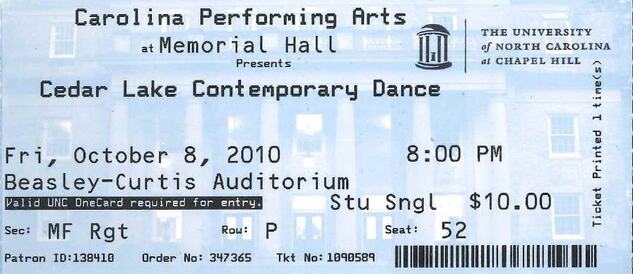 Carolina Performing Arts
at Memorial Hall
Presents
Cedar Lake Contemporary Dance
THE UNIVERSITY
of NORTH CAROLINA
at CHAPEL HILL
Fri, October 8, 2010 8:00 PM
Beasley-Curtis Auditorium
Valid UNC OneCard required for entry. Stu Sngl $10.00
Sec: MF Rgt Row: P Seat: 52
Patron ID:138410 Order No: 347365 Tkt No: 1090589
Ticket Printed 1 time(s)